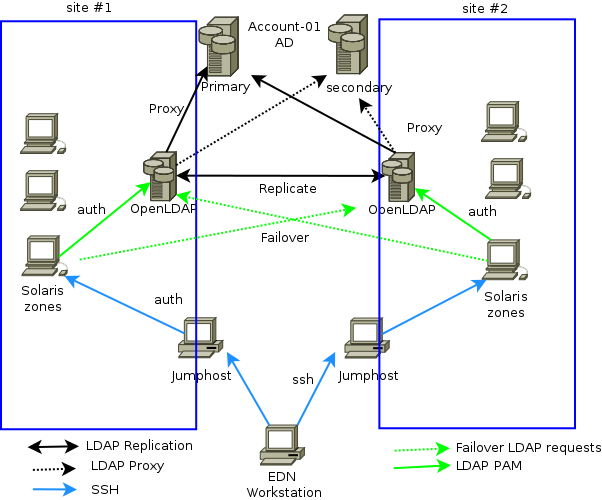 site #1
site #2
Account-01
AD
Primary
secondary
Proxy
Proxy
Replicate
OpenLDAP
OpenLDAP
auth
auth
Failover
Solaris
zones
Solaris
zones
auth
Jumphost
Jumphost
ssh
EDN
Workstation
LDAP Replication
LDAP Proxy
SSH
Failover LDAP requests
LDAP PAM